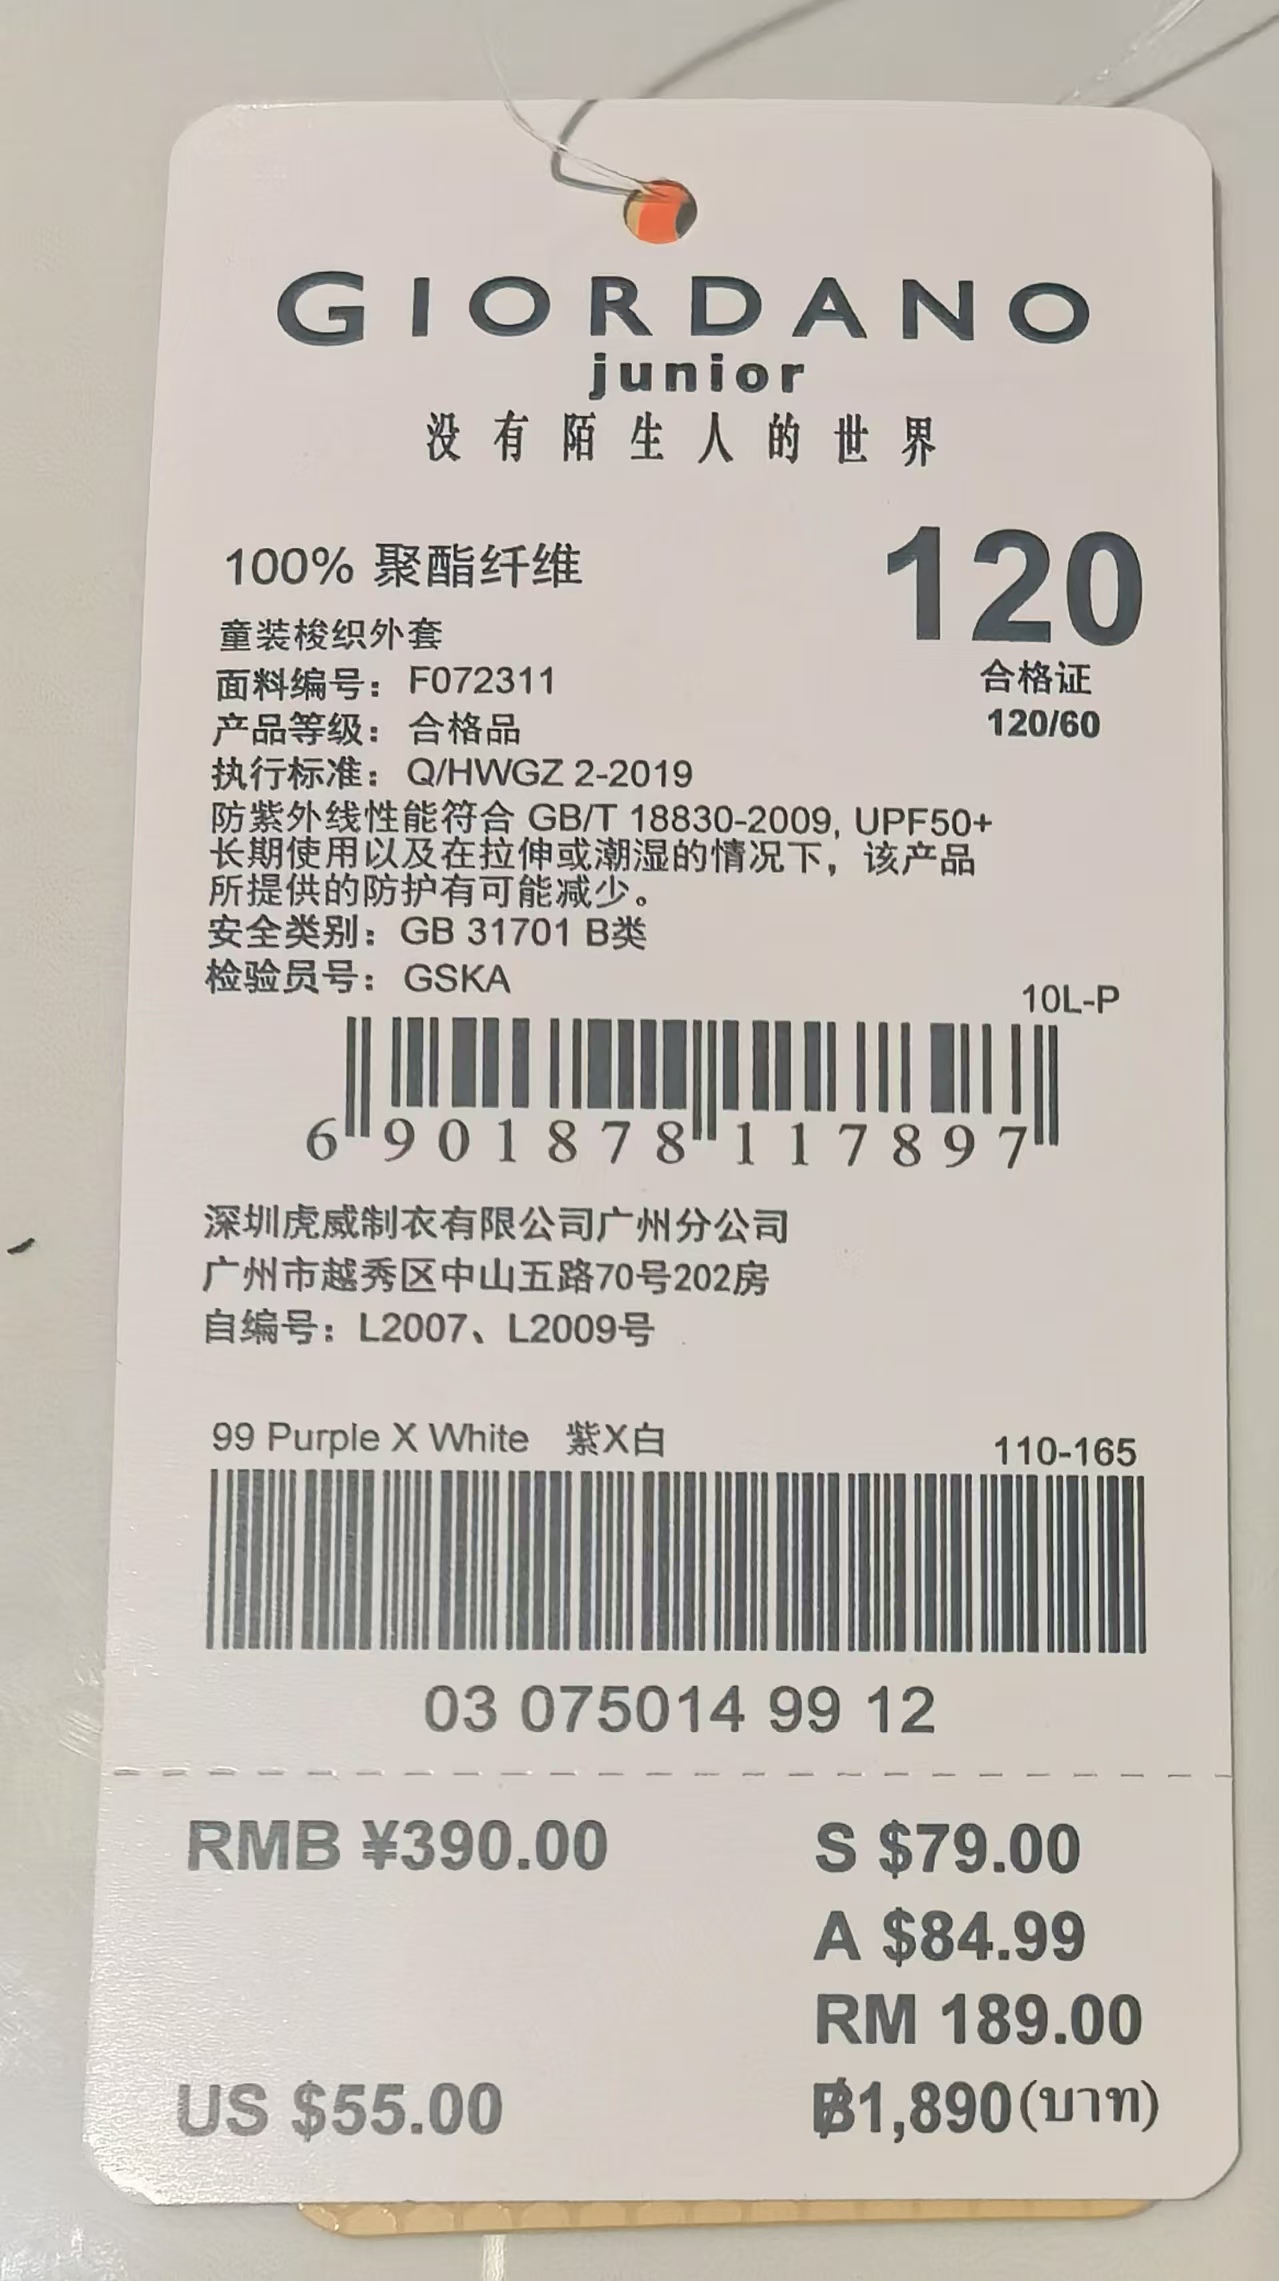 GIORDANO
junior
没有陌生人的世界
100% 聚酯纤维
120
童装梭织外套
合格证
面料编号： F072311
120/60
产品等级： 合格品
执行标准： Q/HWGZ 2-2019
防紫外线性能符合 GB/T 18830-2009, UPF50+
长期使用以及在拉伸或潮湿的情况下，该产品
所提供的防护有可能减少。
安全类别： GB 31701 B类
检验员号： GSKA
10L-P
6 901878 117897
深圳虎威制衣有限公司广州分公司
广州市越秀区中山五路70号202房
自编号：L2007、L2009号
99 Purple X White 紫X白
110-165
03 075014 99 12
RMB ¥390.00
S $79.00
A $84.99
RM 189.00
US $55.00
฿1,890(บาท)